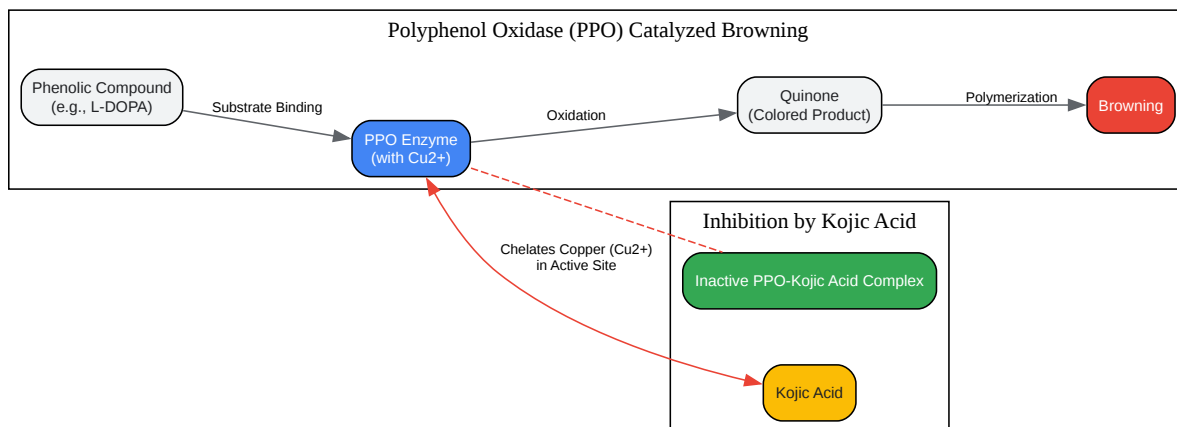 Polyphenol Oxidase (PPO) Catalyzed Browning
Phenolic Compound
(e.g., L-DOPA)
Substrate Binding
PPO Enzyme
(with Cu2+)
Oxidation
Quinone
(Colored Product)
Polymerization
Browning
Inhibition by Kojic Acid
Chelates Copper (Cu2+)
in Active Site
Inactive PPO-Kojic Acid Complex
Kojic Acid